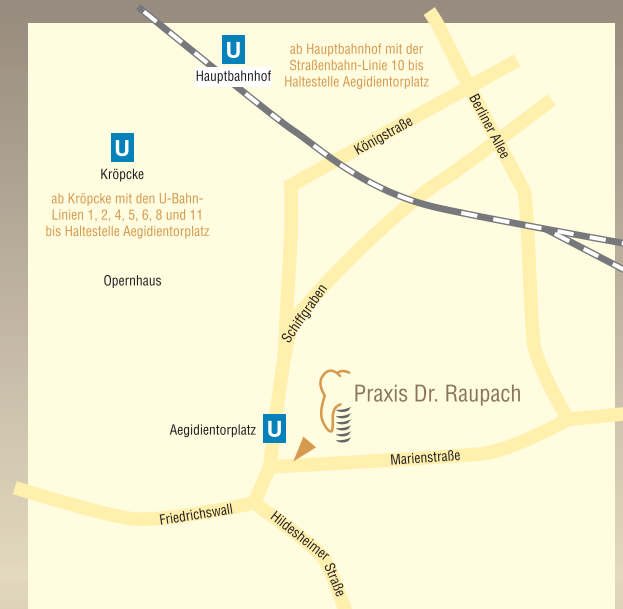 U
Hauptbahnhof
ab Hauptbahnhof mit der
Straßenbahn-Linie 10 bis
Haltestelle Aegidientorplatz
Königstraße
Berliner Allee
U
Kröpcke
ab Kröpcke mit den U-Bahn-
Linien 1, 2, 4, 5, 6, 8 und 11
bis Haltestelle Aegidientorplatz
Opernhaus
Schiffgraben
Praxis Dr. Raupach
Aegidientorplatz
U
Marienstraße
Friedrichswall
Hildesheimer Straße